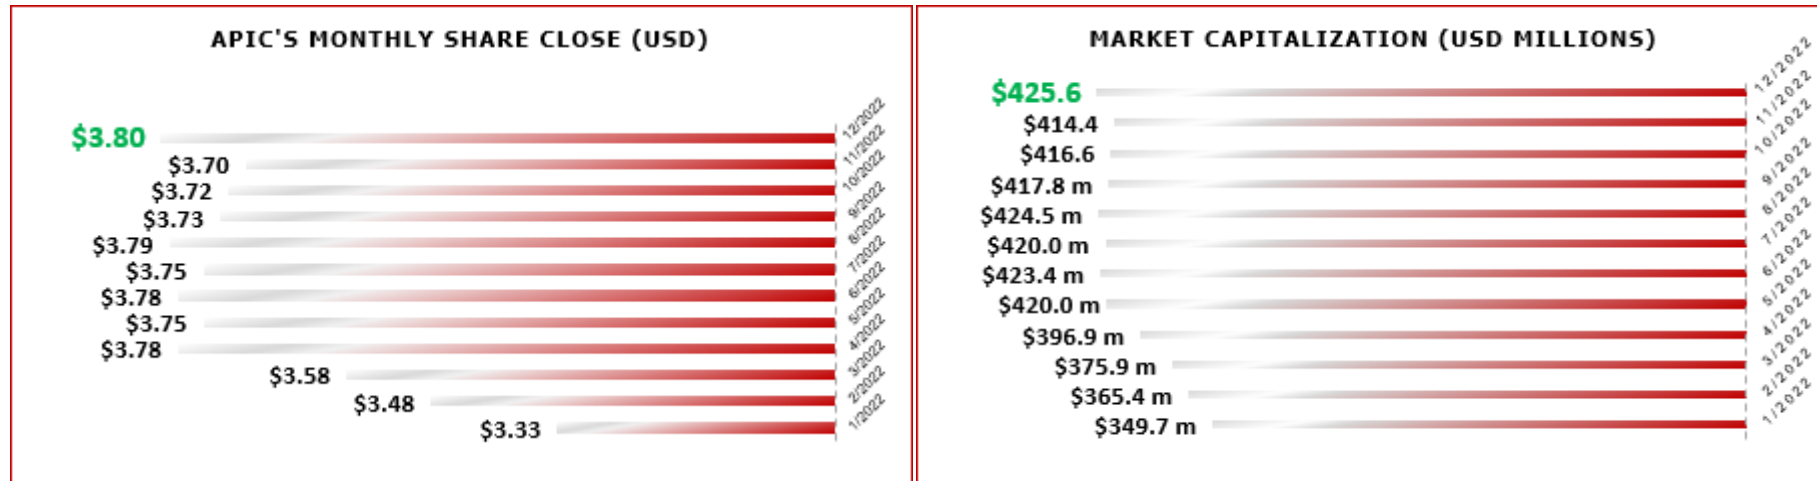 APIC'S MONTHLY SHARE CLOSE (USD)
$3.80 12/2022
$3.70 11/2022
$3.72 10/2022
$3.73 9/2022
$3.79 8/2022
$3.75 7/2022
$3.78 6/2022
$3.75 5/2022
$3.78 4/2022
$3.58 3/2022
$3.48 2/2022
$3.33 1/2022
MARKET CAPITALIZATION (USD MILLIONS)
$425.6 12/2022
$414.4 11/2022
$416.6 10/2022
$417.8 m 9/2022
$424.5 m 8/2022
$420.0 m 7/2022
$423.4 m 6/2022
$420.0 m 5/2022
$396.9 m 4/2022
$375.9 m 3/2022
$365.4 m 2/2022
$349.7 m 1/2022